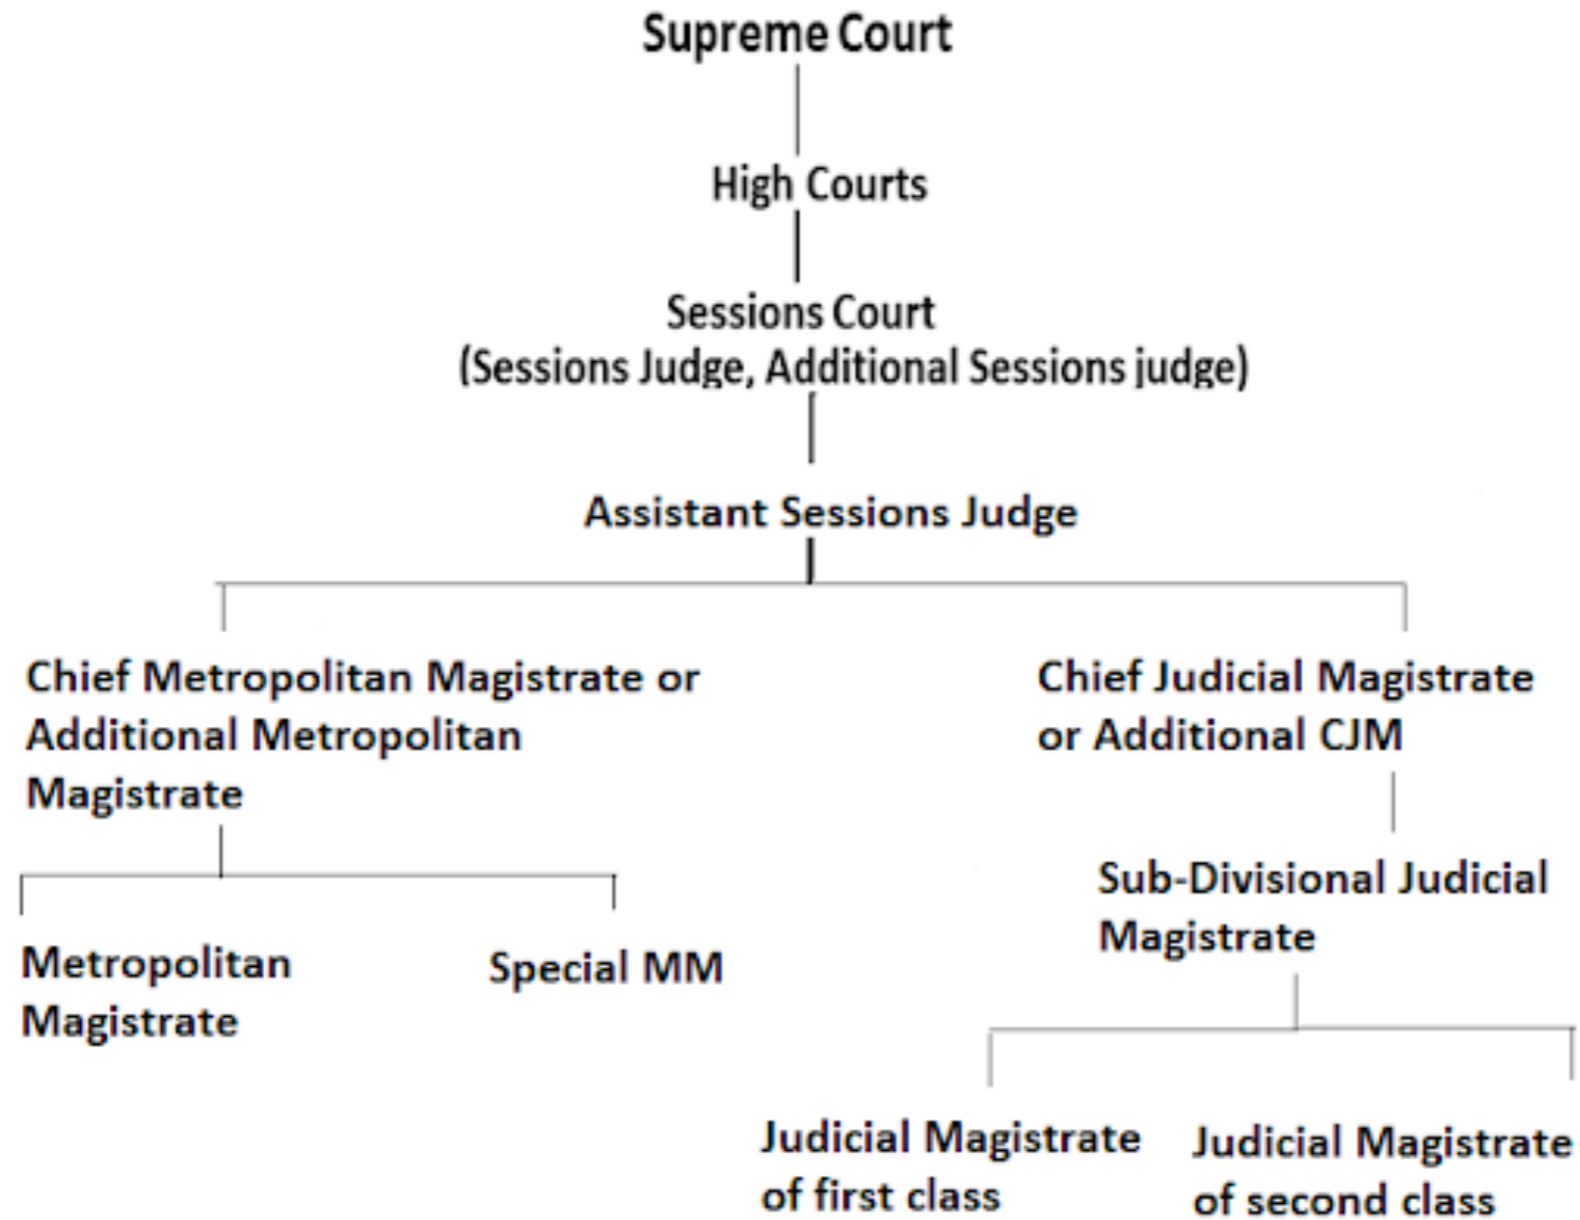 Supreme Court
High Courts
Sessions Court
(Sessions Judge, Additional Sessions judge)
Assistant Sessions Judge
Chief Metropolitan Magistrate or
Additional Metropolitan
Magistrate
Chief Judicial Magistrate
or Additional CJM
Metropolitan
Magistrate
Special MM
Sub-Divisional Judicial
Magistrate
Judicial Magistrate
of first class
Judicial Magistrate
of second class